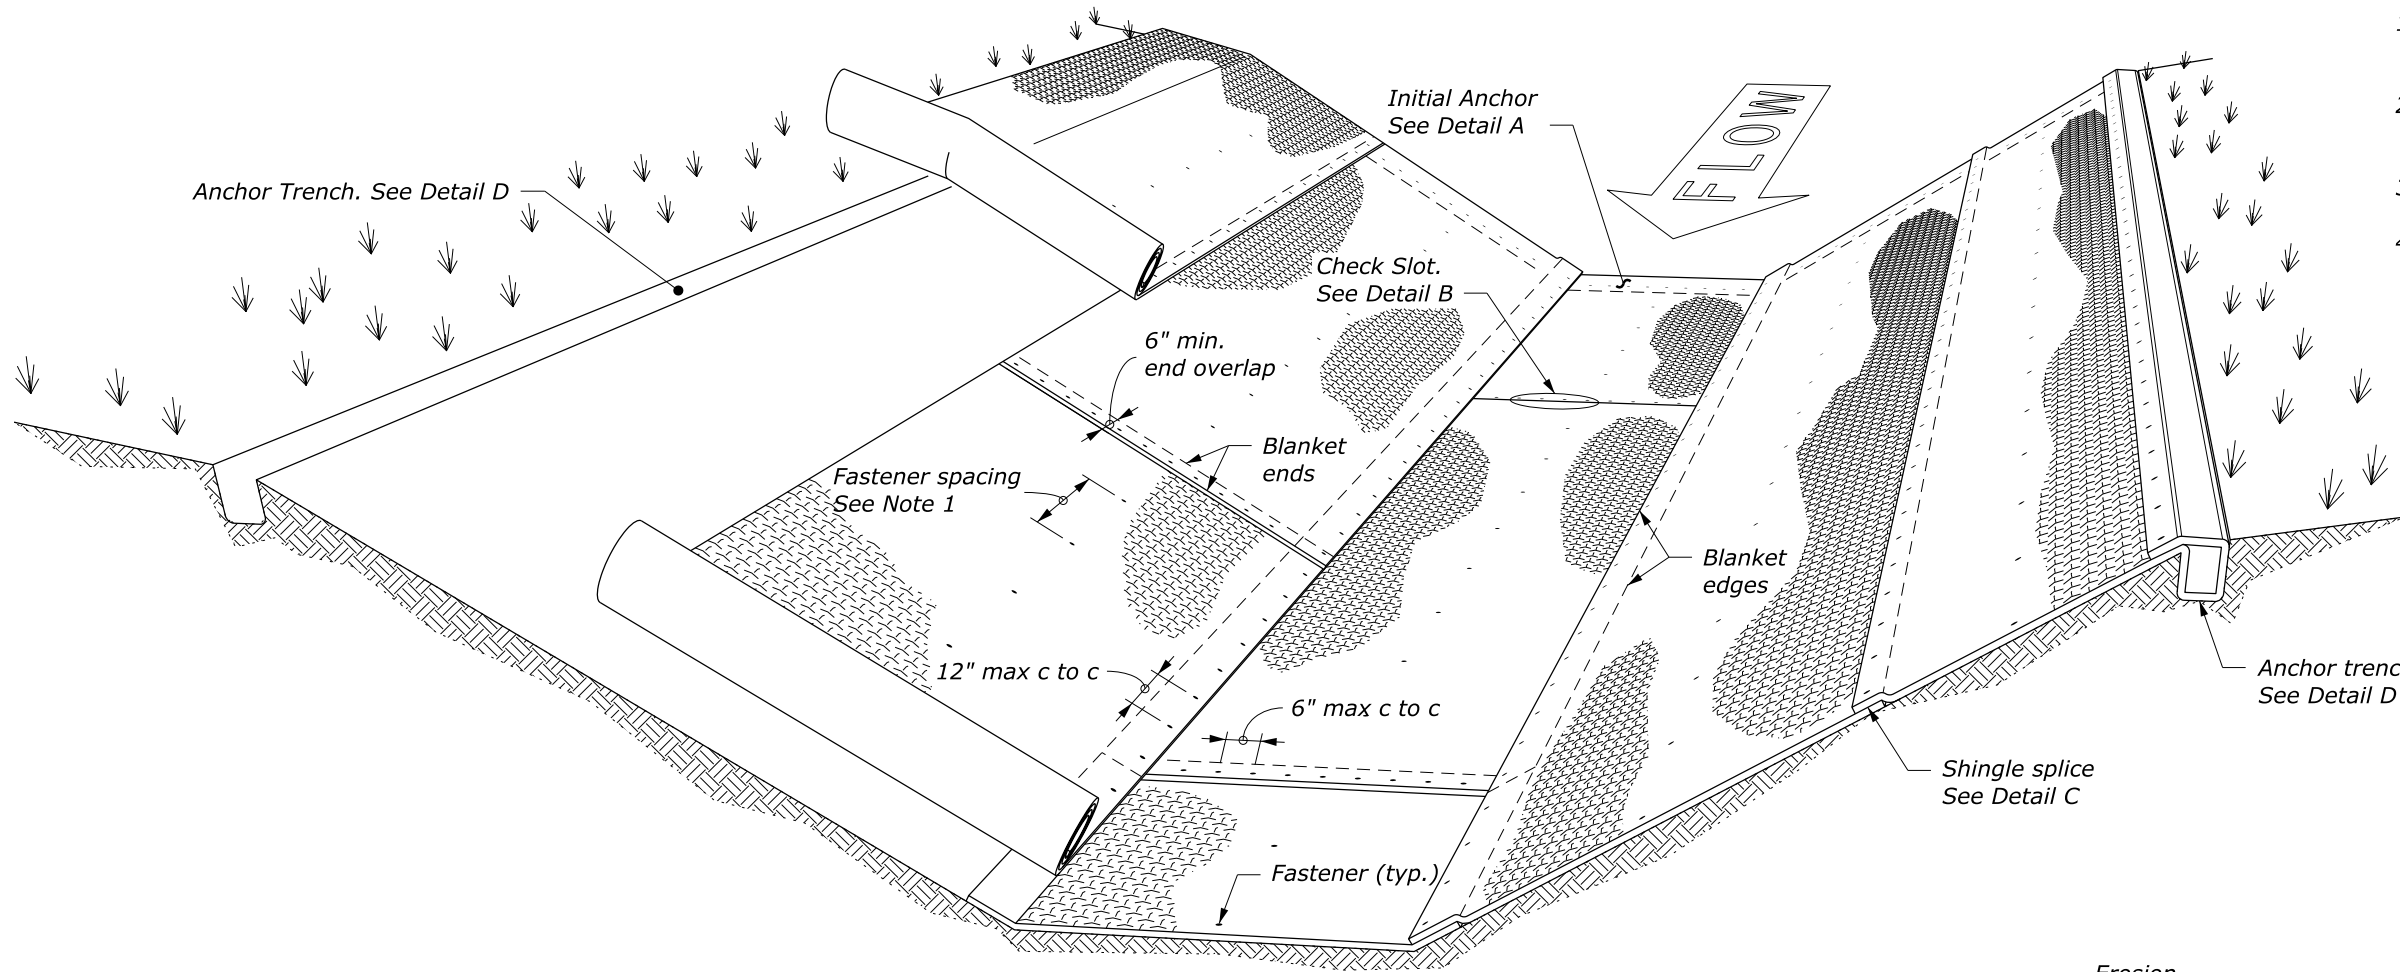 Initial Anchor
See Detail A
FLOW
Anchor Trench. See Detail D
Check Slot.
See Detail B
6" min.
end overlap
Blanket
ends
Fastener spacing
See Note 1
Blanket
edges
12" max c to c
6" max c to c
Anchor trenc
See Detail D
Shingle splice
See Detail C
Fastener (typ.)